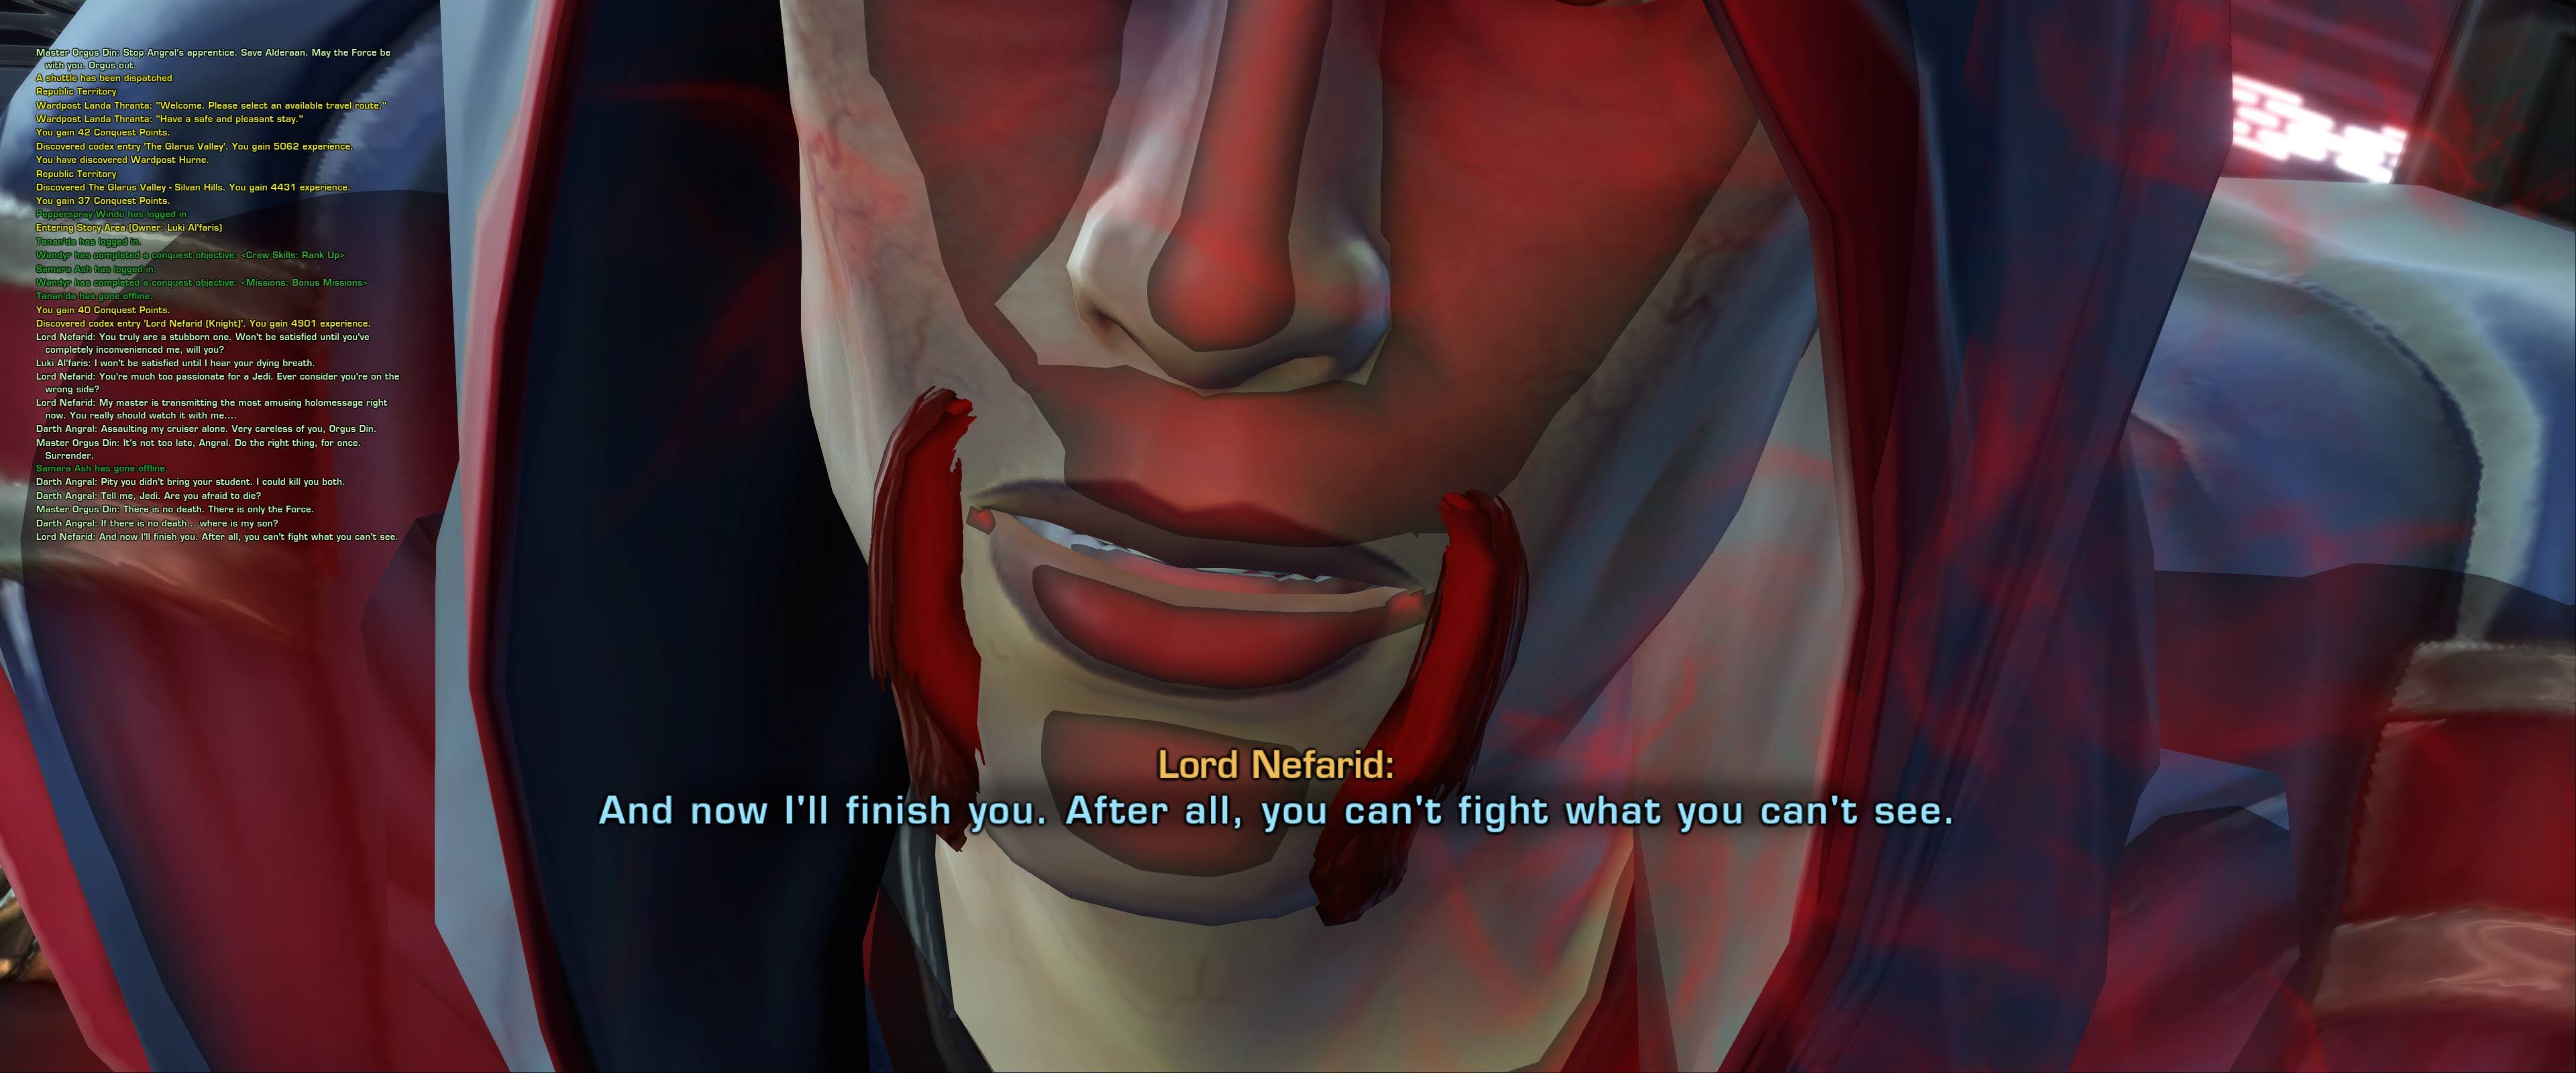 Master Orgus Din: Stop Angral's apprentice. Save Alderaan. May the Force be
with you. Orgus out.
A shuttle has been dispatched
Republic Territory
Wardpost Landa Thranta: "Welcome. Please select an available travel route."
Wardpost Landa Thranta: "Have a safe and pleasant stay."
You gain 42 Conquest Points.
Discovered codex entry 'The Glarus Valley'. You gain 5062 experience.
You have discovered Wardpost Hurne.
Republic Territory
Discovered The Glarus Valley - Silvan Hills. You gain 4431 experience.
You gain 37 Conquest Points.
Pepperspray Windu has logged in.
Entering Story Area (Owner: Luki Al'faris)
Tanan'da has logged in.
Wøndyr has completed a conquest objective: <Crew Skills: Rank Up>
Samara Ash has logged in.
Wøndyr has completed a conquest objective: <Missions: Bonus Missions>
Tanan'da has gone offline.
You gain 40 Conquest Points.
Discovered codex entry 'Lord Nefarid (Knight)'. You gain 4901 experience.
Lord Nefarid: You truly are a stubborn one. Won't be satisfied until you've
completely inconvenienced me, will you?
Luki Al'faris: I won't be satisfied until I hear your dying breath.
Lord Nefarid: You're much too passionate for a Jedi. Ever consider you're on the
wrong side?
Lord Nefarid: My master is transmitting the most amusing holomessage right
now. You really should watch it with me....
Darth Angral: Assaulting my cruiser alone. Very careless of you, Orgus Din.
Master Orgus Din: It's not too late, Angral. Do the right thing, for once.
Surrender.
Samara Ash has gone offline.
Darth Angral: Pity you didn't bring your student. I could kill you both.
Darth Angral: Tell me, Jedi. Are you afraid to die?
Master Orgus Din: There is no death. There is only the Force.
Darth Angral: If there is no death... where is my son?
Lord Nefarid: And now I'll finish you. After all, you can't fight what you can't see.
Lord Nefarid:
And now I'll finish you. After all, you can't fight what you can't see.